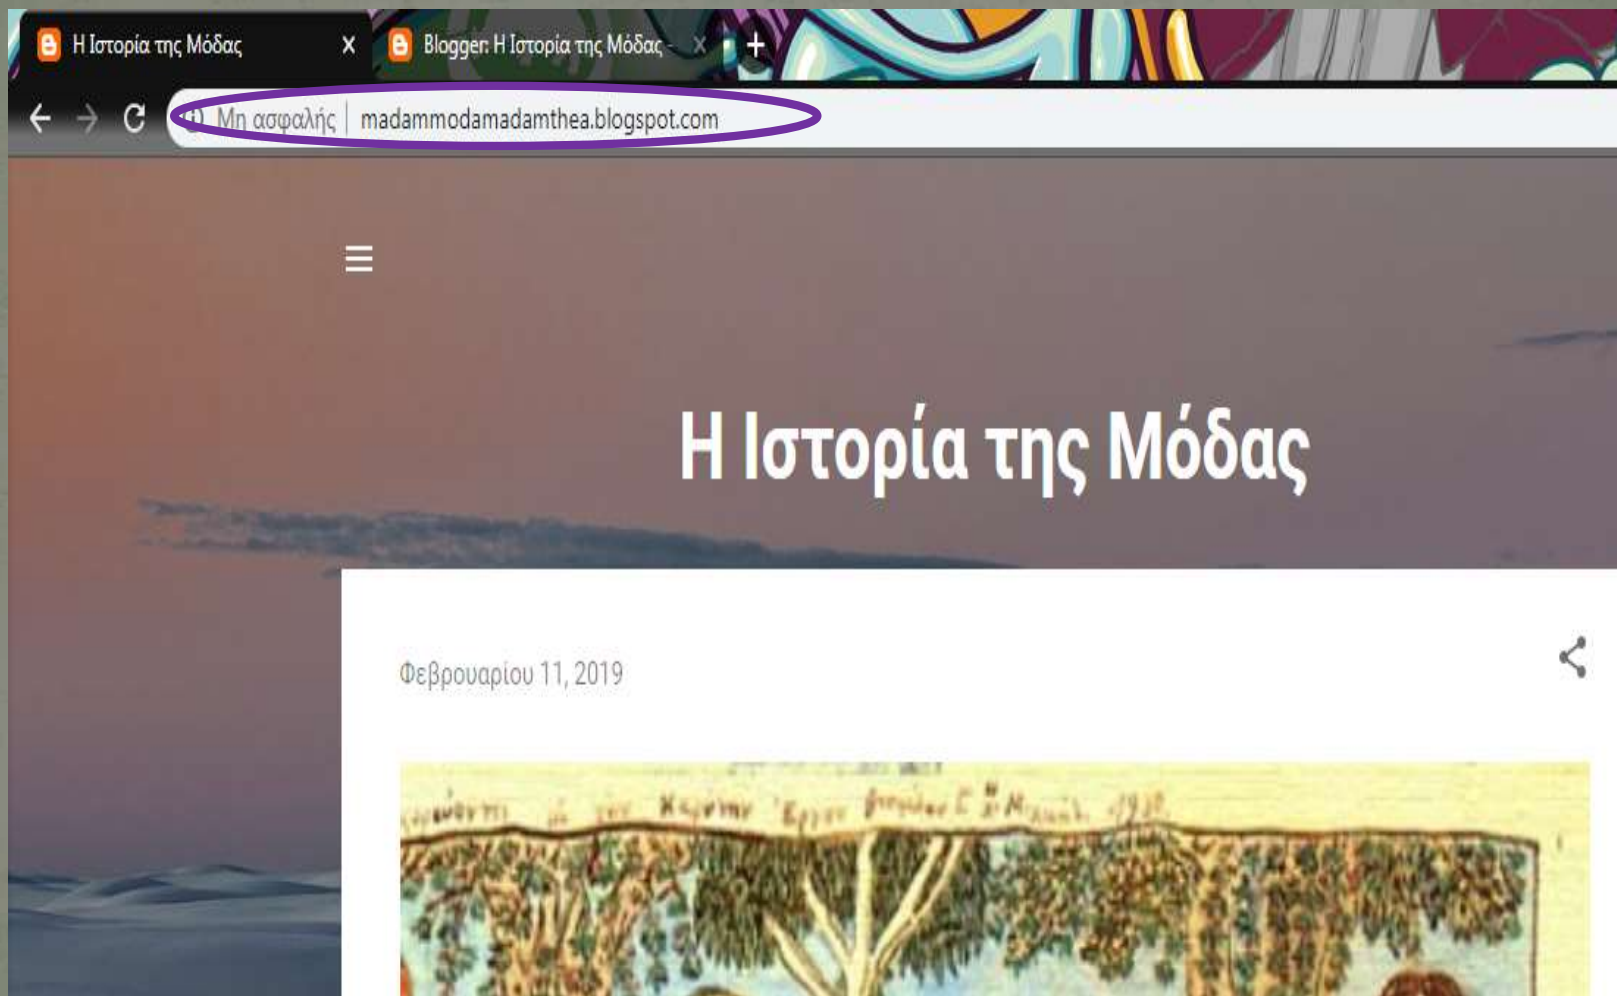 Η Ιστορία της Μόδας
Blogger: Η Ιστορία της Μόδας -
Μη ασφαλής | madammodamadamthea.blogspot.com
Η Ιστορία της Μόδας
Φεβρουαρίου 11, 2019